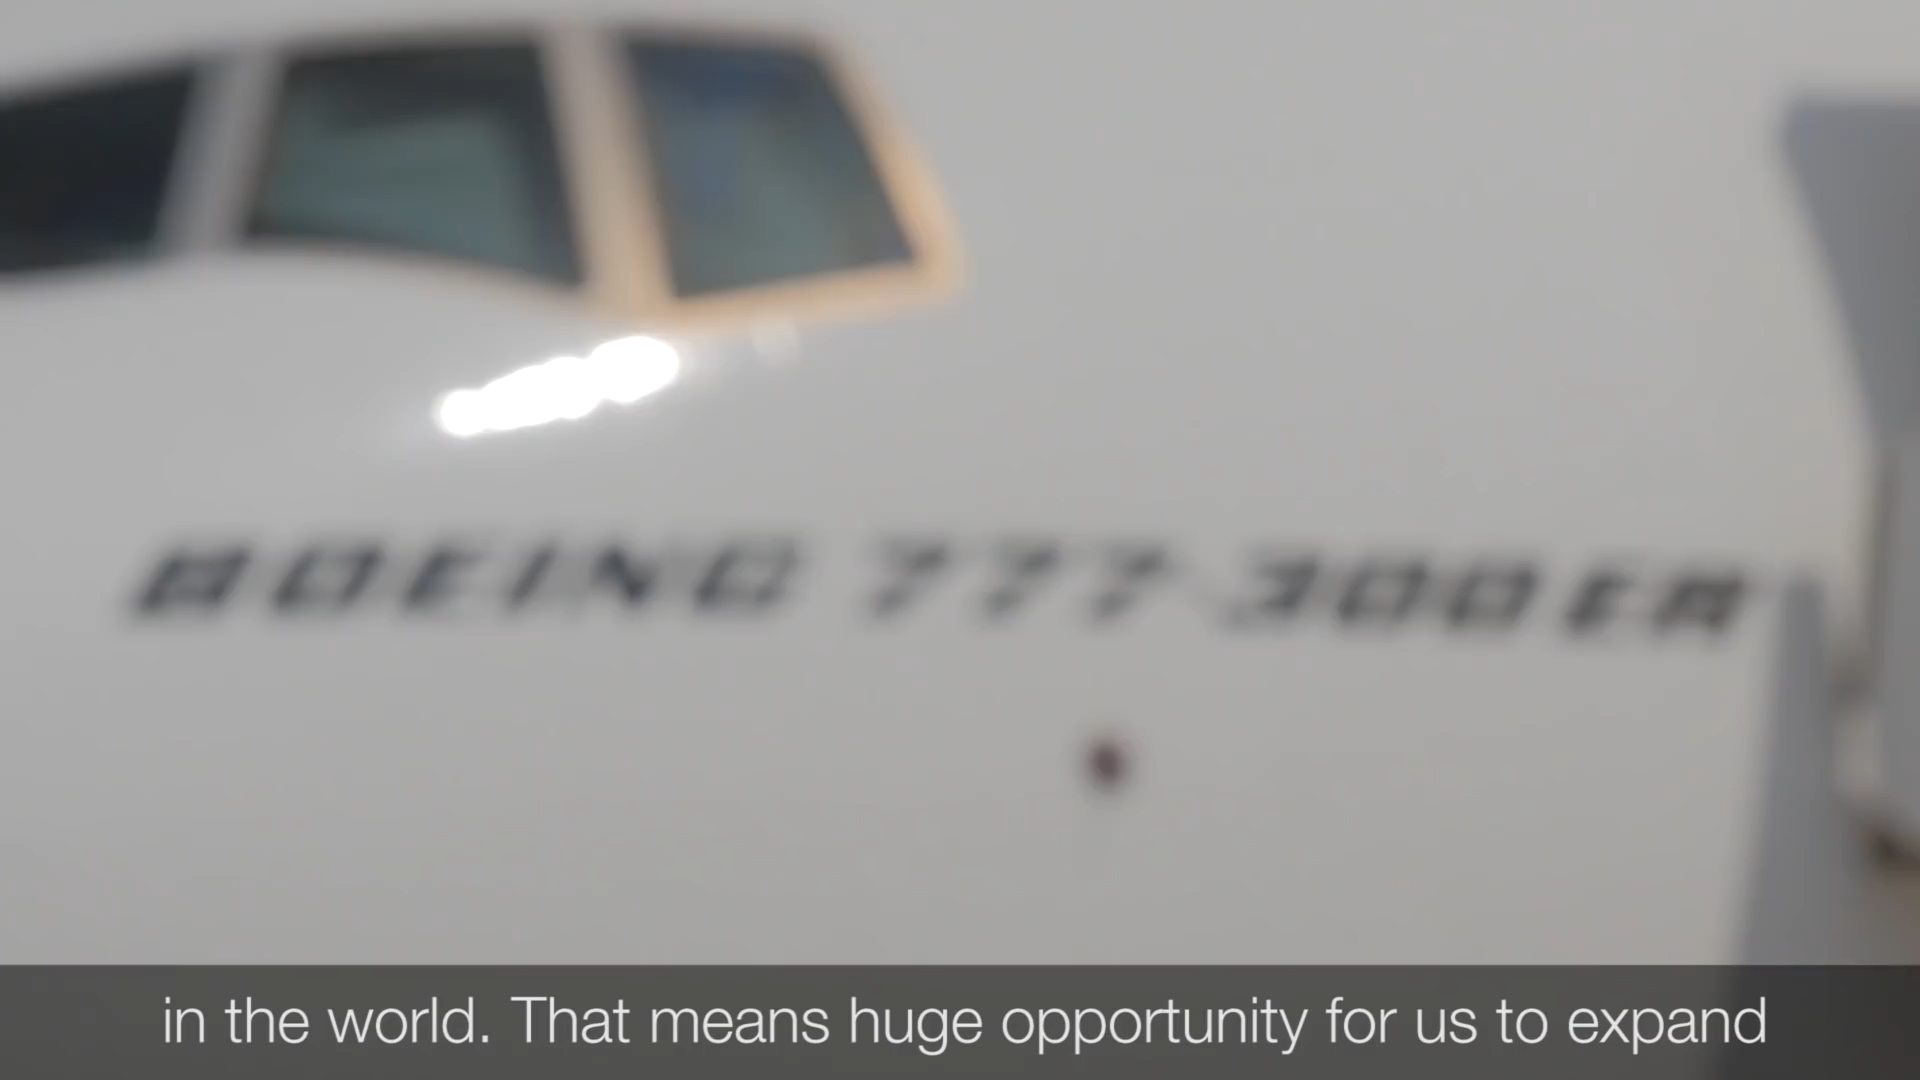 BOEING 777-300ER
in the world. That means huge opportunity for us to expand